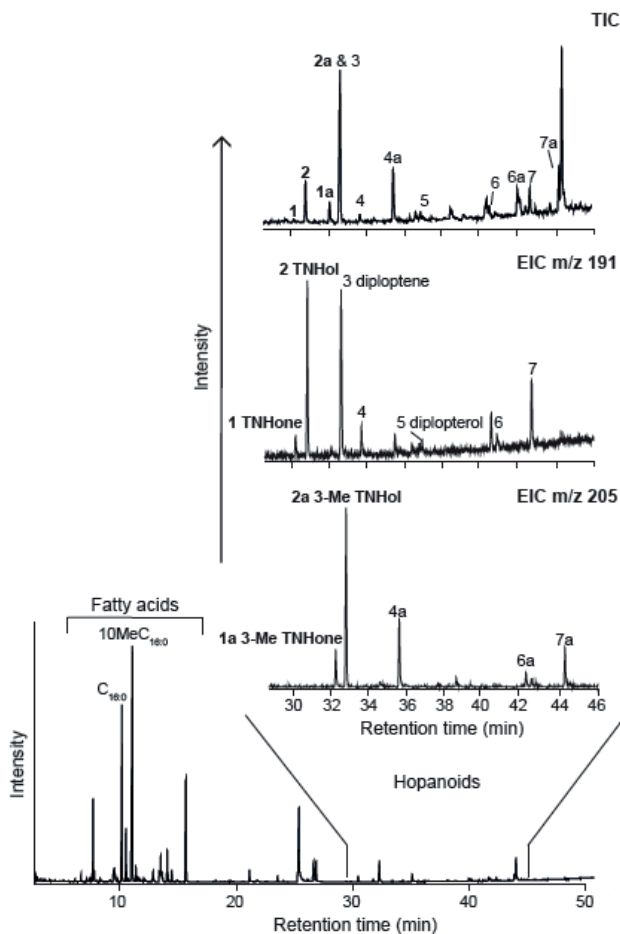 TIC
2a & 3
2
1
1a
4
4a
5
6
6a
7
7a
EIC m/z 191
2 TNHol
3 diploptene
1 TNHone
4
5 diplopterol
6
7
EIC m/z 205
2a 3-Me TNHol
1a 3-Me TNHone
4a
6a
7a
30 32 34 36 38 40 42 44 46
Retention time (min)
Intensity
Fatty acids
10MeC16:0
C16:0
Hopanoids
Intensity
10 20 30 40 50
Retention time (min)